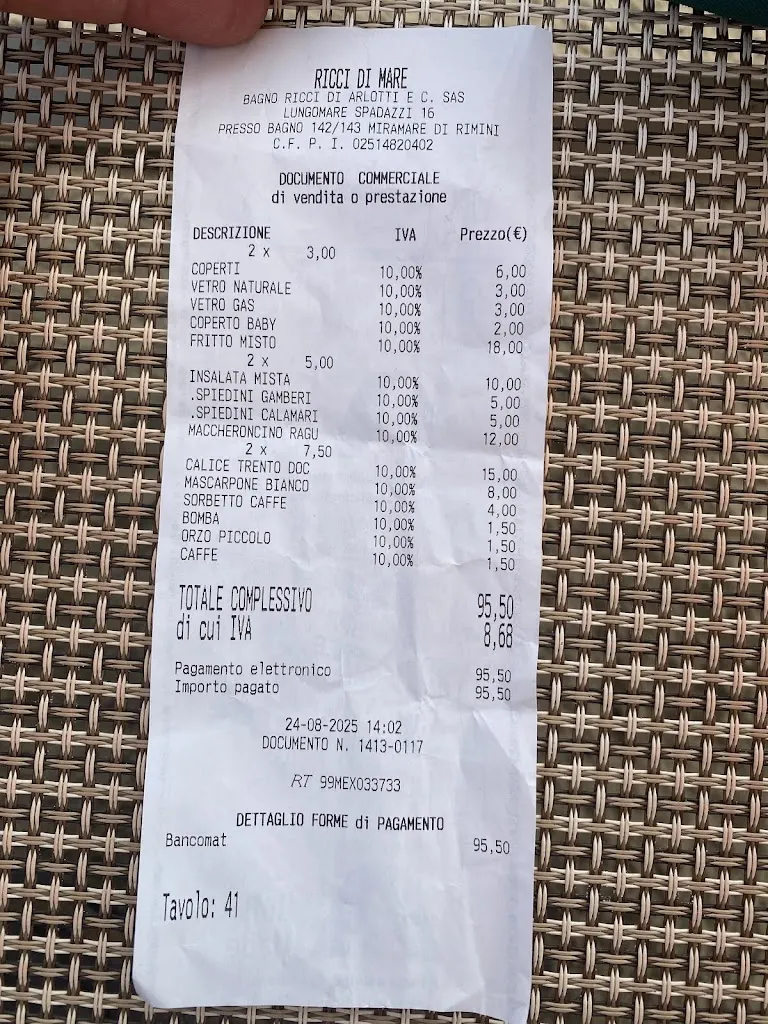 RICCI DI MARE
BAGNO RICCI DI ARLOTTI E C. SAS
LUNGOMARE SPADAZZI 16
PRESSO BAGNO 142/143 MIRAMARE DI RIMINI
C.F. P. I. 02514820402
DOCUMENTO COMMERCIALE
di vendita o prestazione
DESCRIZIONE IVA Prezzo(€)
2 x 3,00
COPERTI 10,00% 6,00
VETRO NATURALE 10,00% 3,00
VETRO GAS 10,00% 3,00
COPERTO BABY 10,00% 2,00
FRITTO MISTO 10,00% 18,00
2 x 5,00
INSALATA MISTA 10,00% 10,00
.SPIEDINI GAMBERI 10,00% 5,00
.SPIEDINI CALAMARI 10,00% 5,00
MACCHERONCINO RAGU 10,00% 12,00
2 x 7,50
CALICE TRENTO DOC 10,00% 15,00
MASCARPONE BIANCO 10,00% 8,00
SORBETTO CAFFE 10,00% 4,00
BOMBA 10,00% 1,50
ORZO PICCOLO 10,00% 1,50
CAFFE 10,00% 1,50
TOTALE COMPLESSIVO 95,50
di cui IVA 8,68
Pagamento elettronico 95,50
Importo pagato 95,50
24-08-2025 14:02
DOCUMENTO N. 1413-0117
RT 99MEX033733
DETTAGLIO FORME di PAGAMENTO
Bancomat 95,50
Tavolo: 41